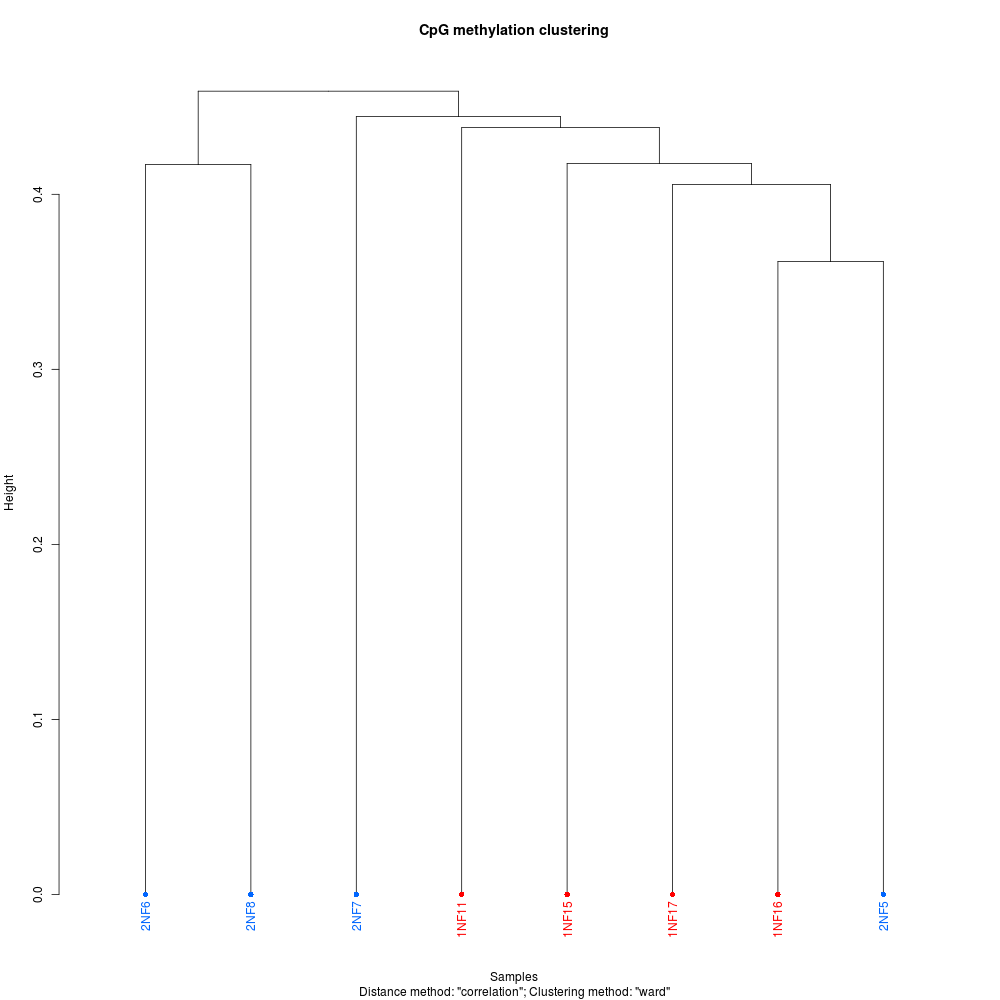 CpG methylation clustering
Height
0.4
0.3
0.2
0.1
0.0
2NF6
2NF8
2NF7
1NF11
1NF15
1NF17
1NF16
2NF5
Samples
Distance method: "correlation"; Clustering method: "ward"